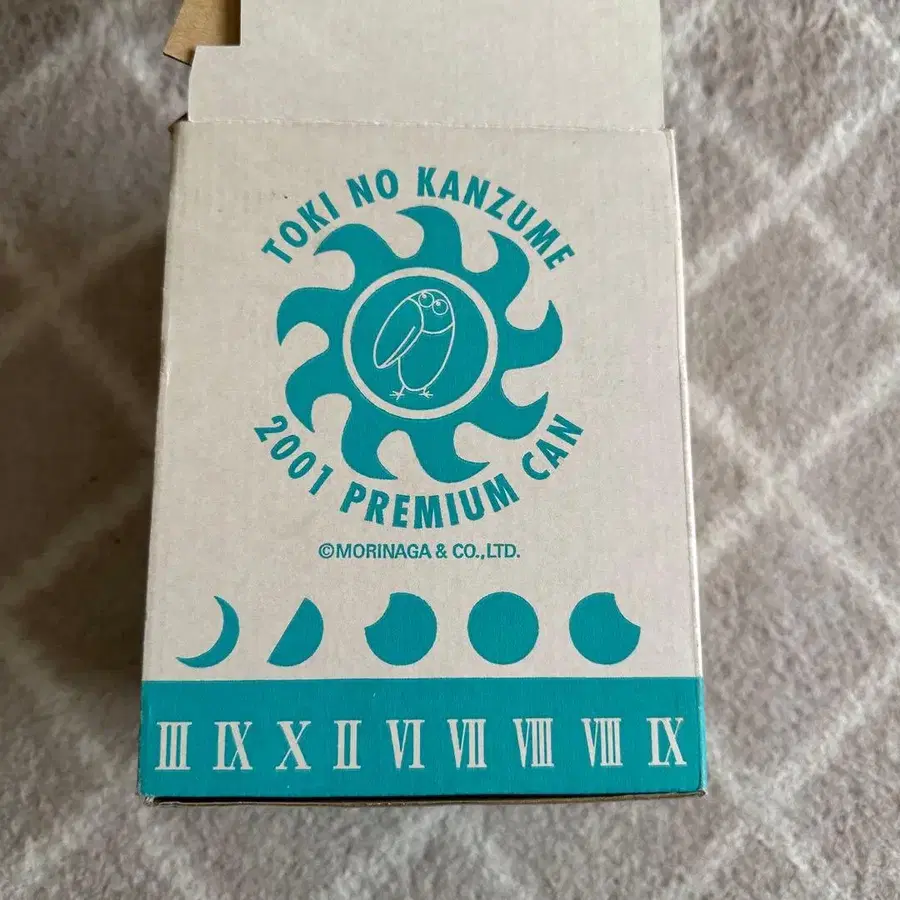 TOKI NO KANZUME
2001 PREMIUM CAN
©MORINAGA & CO.,LTD.
III IX X II VI VII VIII VIII IX